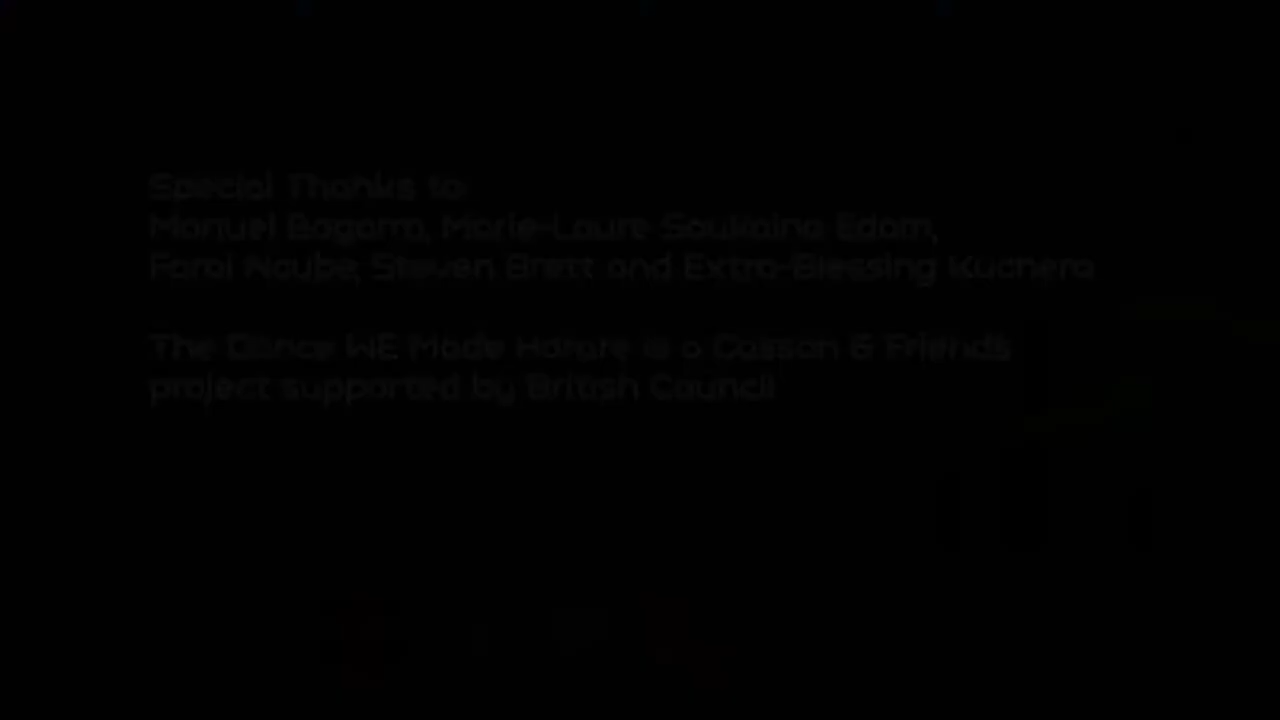 Special Thanks to
Manuel Bagorro, Marie-Laure Soukaina Edom,
Farai Ncube, Steven Brett and Extra-Blessing Kuchera
The Dance WE Made Harare is a Casson & Friends
project supported by British Council